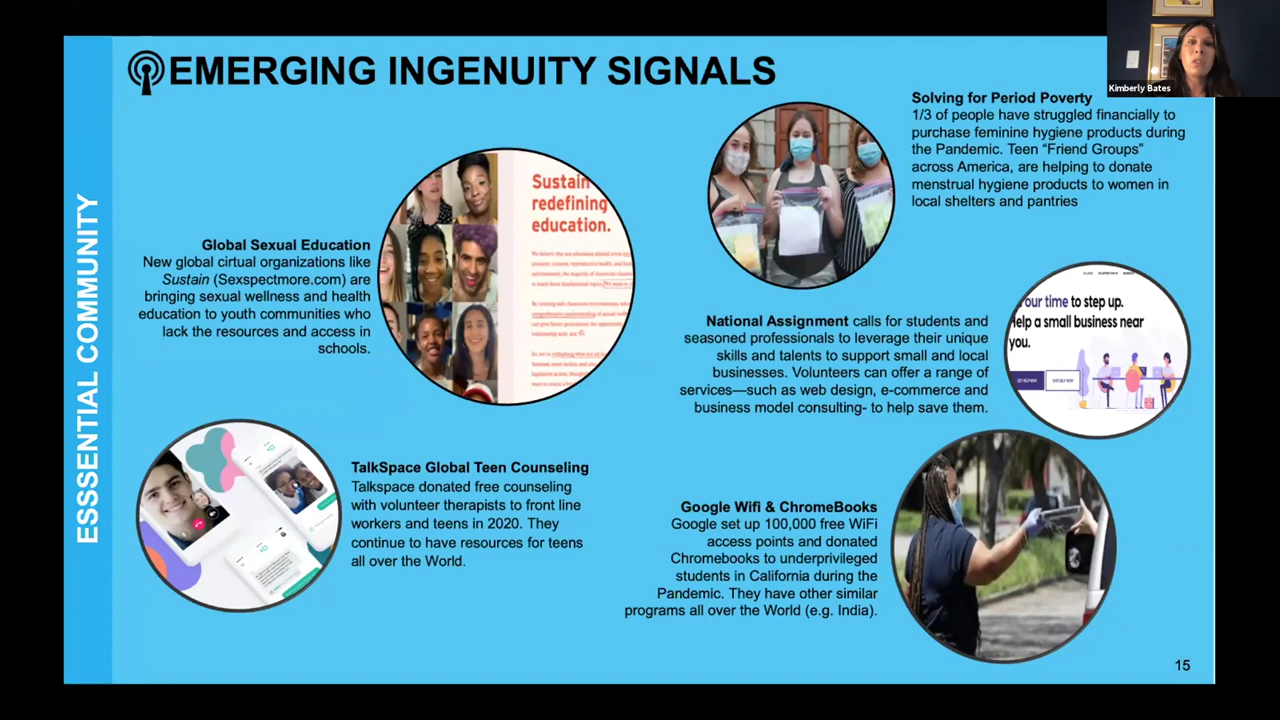 EMERGING INGENUITY SIGNALS
ESSSENTIAL COMMUNITY
Kimberly Bates
Solving for Period Poverty
1/3 of people have struggled financially to
purchase feminine hygiene products during
the Pandemic. Teen “Friend Groups”
across America, are helping to donate
menstrual hygiene products to women in
local shelters and pantries
Global Sexual Education
New global cirtual organizations like
Sustain (Sexspectmore.com) are
bringing sexual wellness and health
education to youth communities who
lack the resources and access in
schools.
Sustain
redefining
education.
National Assignment calls for students and
seasoned professionals to leverage their unique
skills and talents to support small and local
businesses. Volunteers can offer a range of
services—such as web design, e-commerce and
business model consulting- to help save them.
our time to step up.
elp a small business near
you.
GET HELP NOW
GIVE HELP NOW
TalkSpace Global Teen Counseling
Talkspace donated free counseling
with volunteer therapists to front line
workers and teens in 2020. They
continue to have resources for teens
all over the World.
Google Wifi & ChromeBooks
Google set up 100,000 free WiFi
access points and donated
Chromebooks to underprivileged
students in California during the
Pandemic. They have other similar
programs all over the World (e.g. India).
15